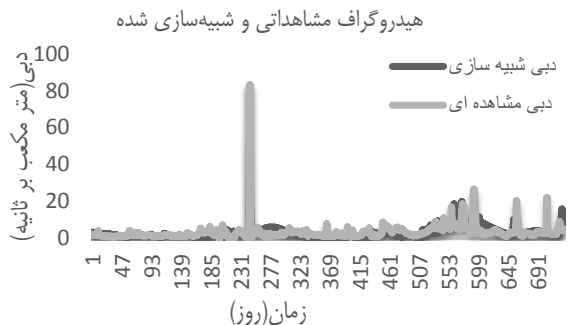 هیدروگراف مشاهداتی و شبیه‌سازی شده
دبی(متر مکعب بر ثانیه)
100
80
60
40
20
0
دبی شبیه سازی
دبی مشاهده ای
1 47 93 139 185 231 277 323 369 415 461 507 553 599 645 691
زمان(روز)